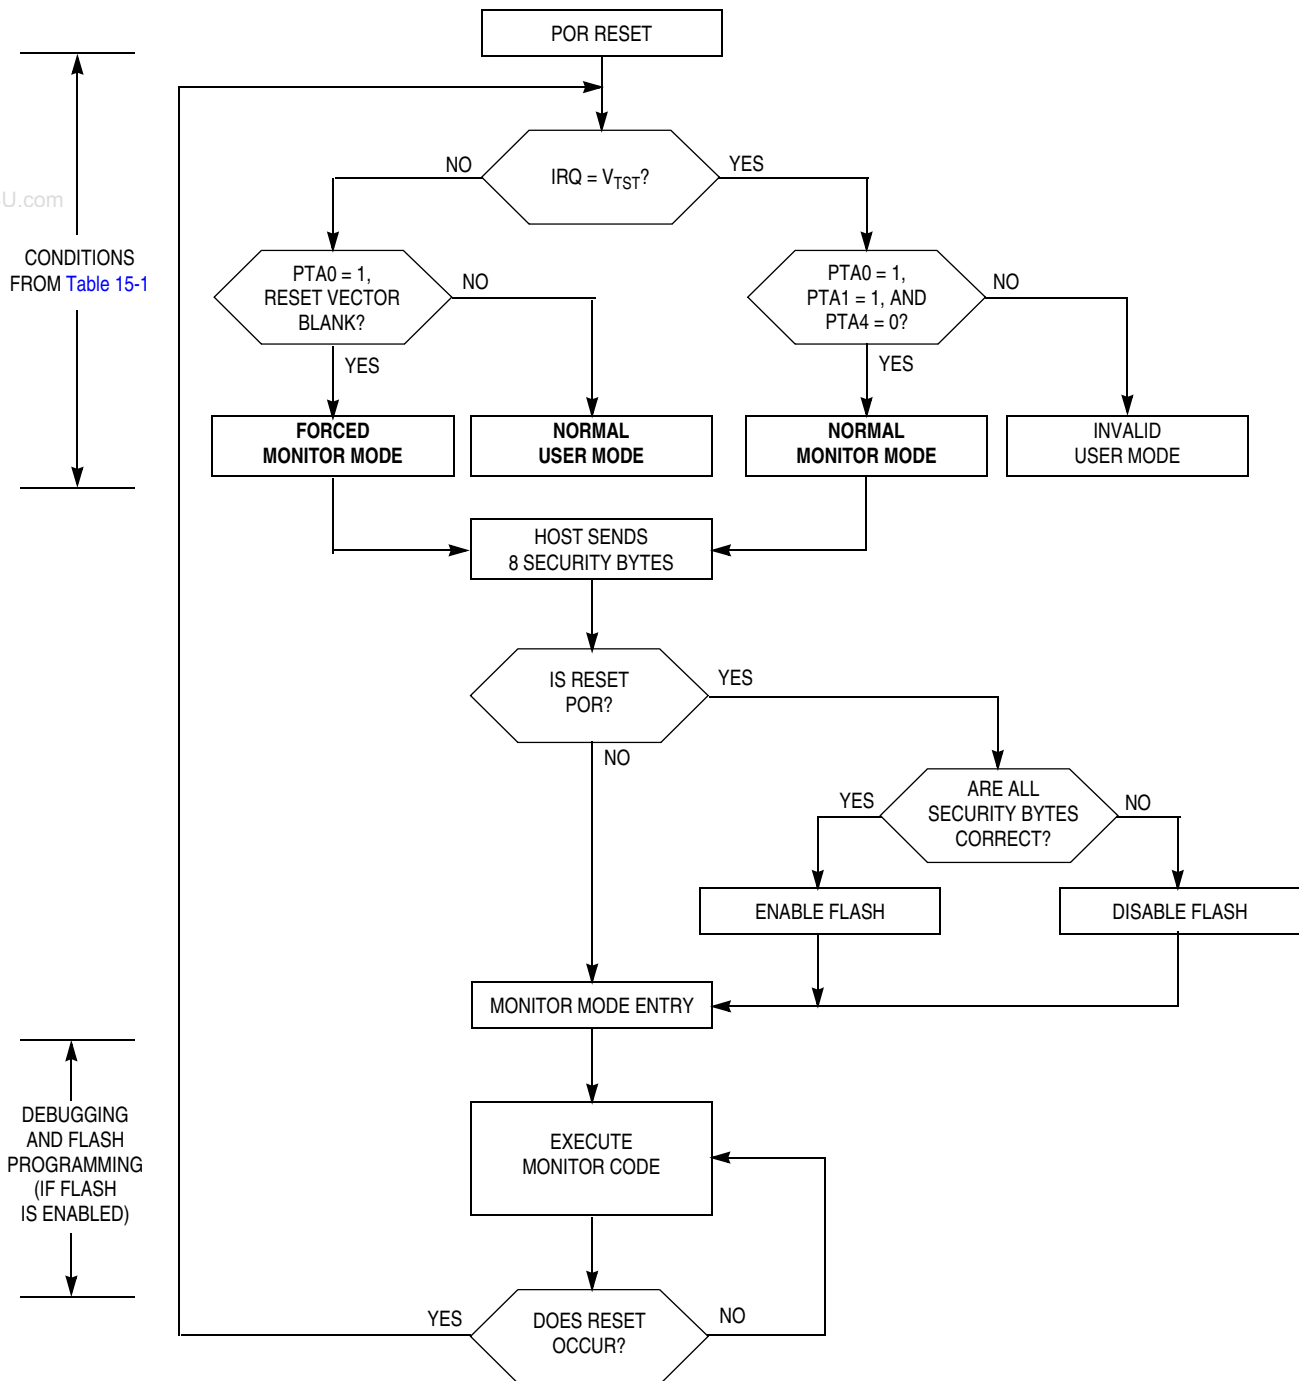 POR RESET
NO
YES
IRQ = VTST?
U.com
CONDITIONS
FROM Table 15-1
PTA0 = 1,
RESET VECTOR
BLANK?
NO
YES
PTA0 = 1,
PTA1 = 1, AND
PTA4 = 0?
NO
YES
FORCED
MONITOR MODE
NORMAL
USER MODE
NORMAL
MONITOR MODE
INVALID
USER MODE
HOST SENDS
8 SECURITY BYTES
IS RESET
POR?
YES
NO
ARE ALL
SECURITY BYTES
CORRECT?
YES
NO
ENABLE FLASH
DISABLE FLASH
MONITOR MODE ENTRY
DEBUGGING
AND FLASH
PROGRAMMING
(IF FLASH
IS ENABLED)
EXECUTE
MONITOR CODE
YES
DOES RESET
OCCUR?
NO